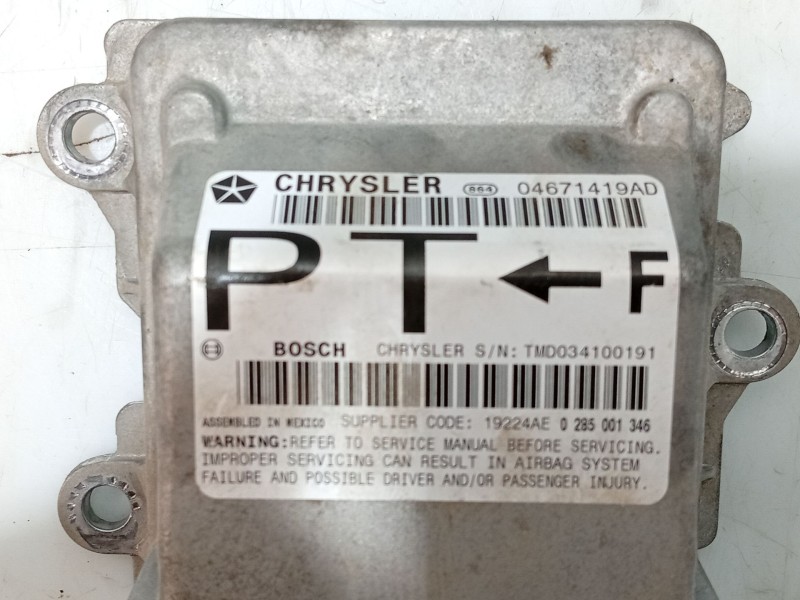 CHRYSLER 864 04671419AD
PT ← F
BOSCH CHRYSLER S/N: TMD034100191
ASSEMBLED IN MEXICO SUPPLIER CODE: 19224AE 0 285 001 346
WARNING: REFER TO SERVICE MANUAL BEFORE SERVICING.
IMPROPER SERVICING CAN RESULT IN AIRBAG SYSTEM
FAILURE AND POSSIBLE DRIVER AND/OR PASSENGER INJURY.